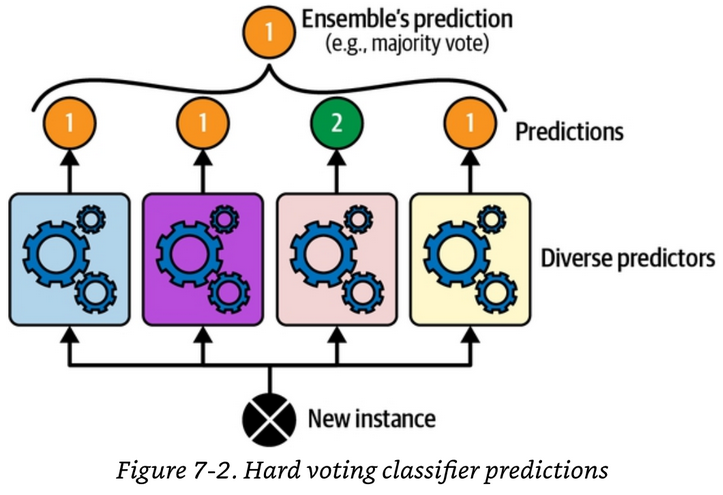 1 Ensemble's prediction
(e.g., majority vote)
1 1 2 1 Predictions
Diverse predictors
New instance
Figure 7-2. Hard voting classifier predictions